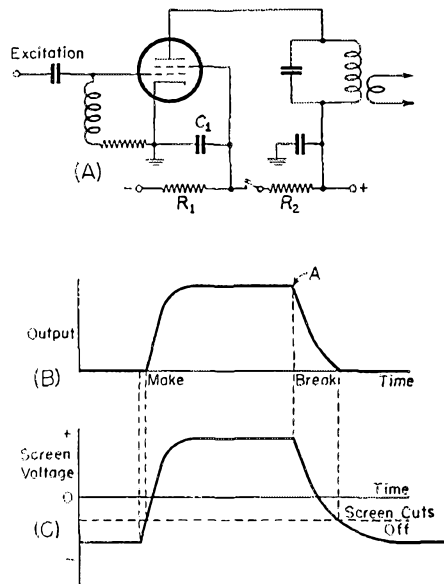 Excitation
C1
(A)
− R1 R2 +
A
Output
(B) Make Break Time
+
Screen
Voltage
0 Time
Screen Cuts
Off
(C)
−